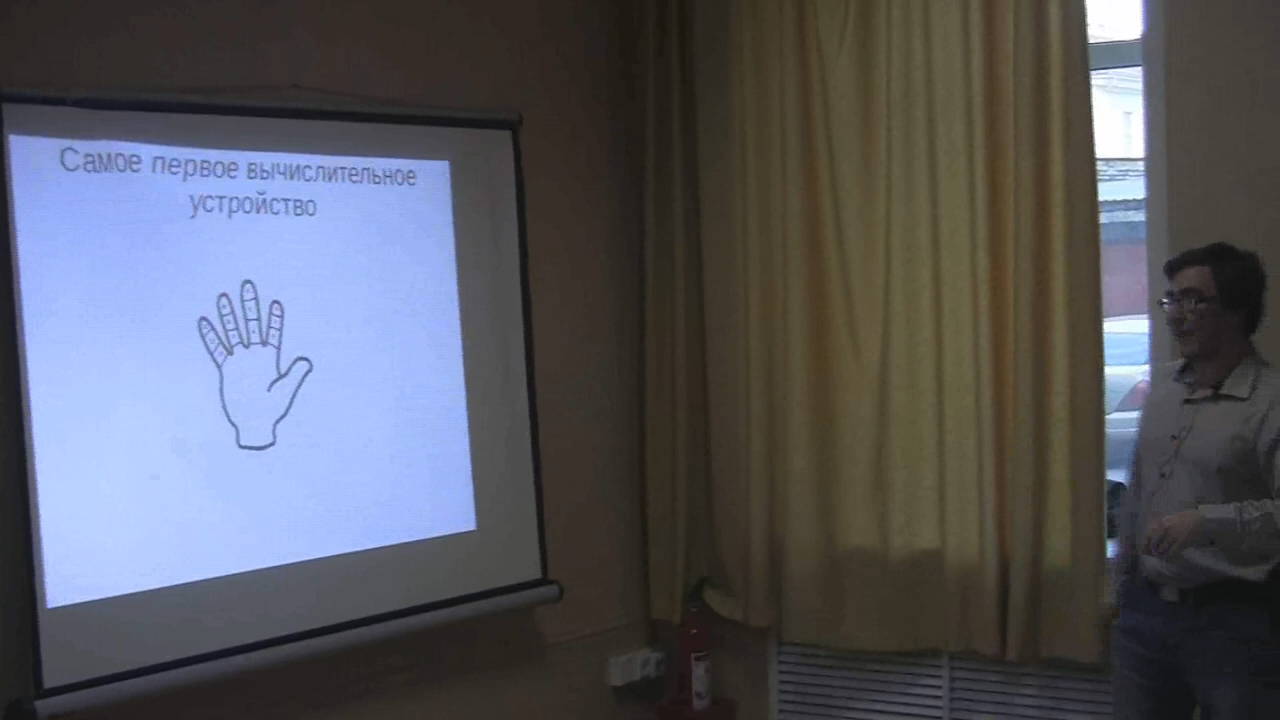 Самое первое вычислительное
устройство